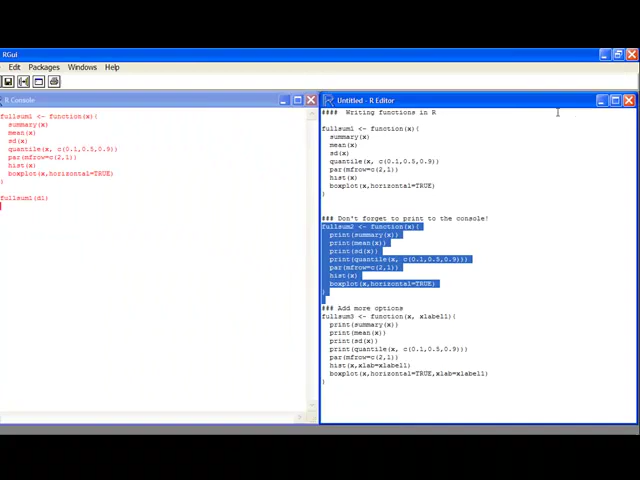 RGui
Edit Packages Windows Help
R Console
fullsum1 <- function(x){
summary(x)
mean(x)
sd(x)
quantile(x, c(0.1,0.5,0.9))
par(mfrow=c(2,1)
hist(x)
boxplot(x,horizontal=TRUE)
}
fullsum1(d1)
Untitled - R Editor
#### Writing functions in R
fullsum1 <- function(x){
summary(x)
mean(x)
sd(x)
quantile(x, c(0.1,0.5,0.9))
par(mfrow=c(2,1)
hist(x)
boxplot(x,horizontal=TRUE)
}
### Don't forget to print to the console!
fullsum2 <- function(x){
print(summary(x))
print(mean(x))
print(sd(x))
print(quantile(x, c(0.1,0.5,0.9)))
par(mfrow=c(2,1))
hist(x)
boxplot(x,horizontal=TRUE)
}
### Add more options
fullsum3 <- function(x, xlabel1){
print(summary(x))
print(mean(x))
print(sd(x))
print(quantile(x, c(0.1,0.5,0.9)))
par(mfrow=c(2,1))
hist(x,xlab=xlabel1)
boxplot(x,horizontal=TRUE,xlab=xlabel1)
}